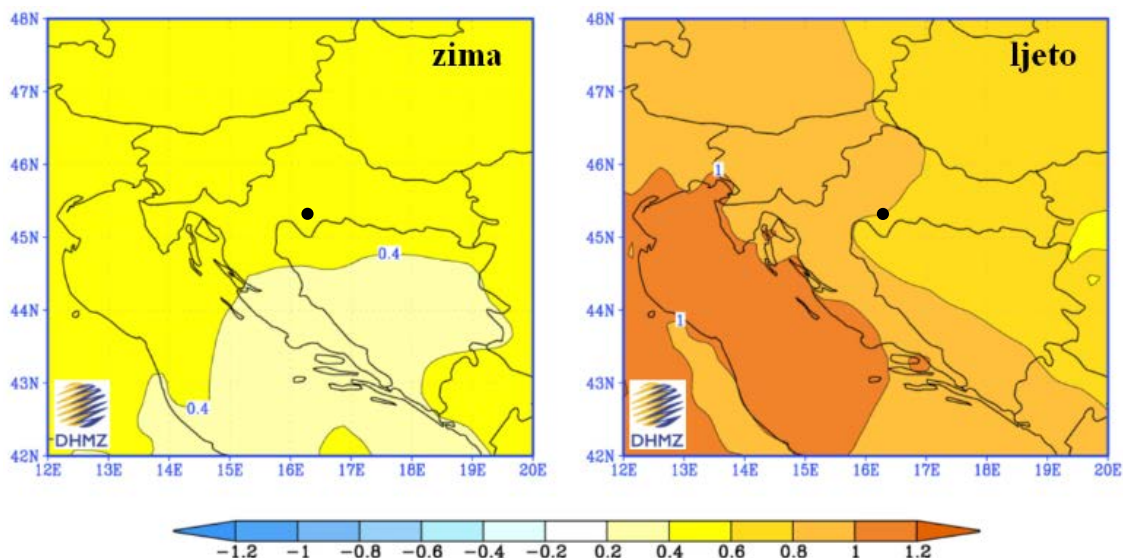 48N
47N
46N
45N
44N
43N
42N
zima
0.4
0.4
DHMZ
12E 13E 14E 15E 16E 17E 18E 19E 20E
48N
47N
46N
45N
44N
43N
42N
ljeto
1
1
DHMZ
12E 13E 14E 15E 16E 17E 18E 19E 20E
-1.2 -1 -0.8 -0.6 -0.4 -0.2 0.2 0.4 0.6 0.8 1 1.2